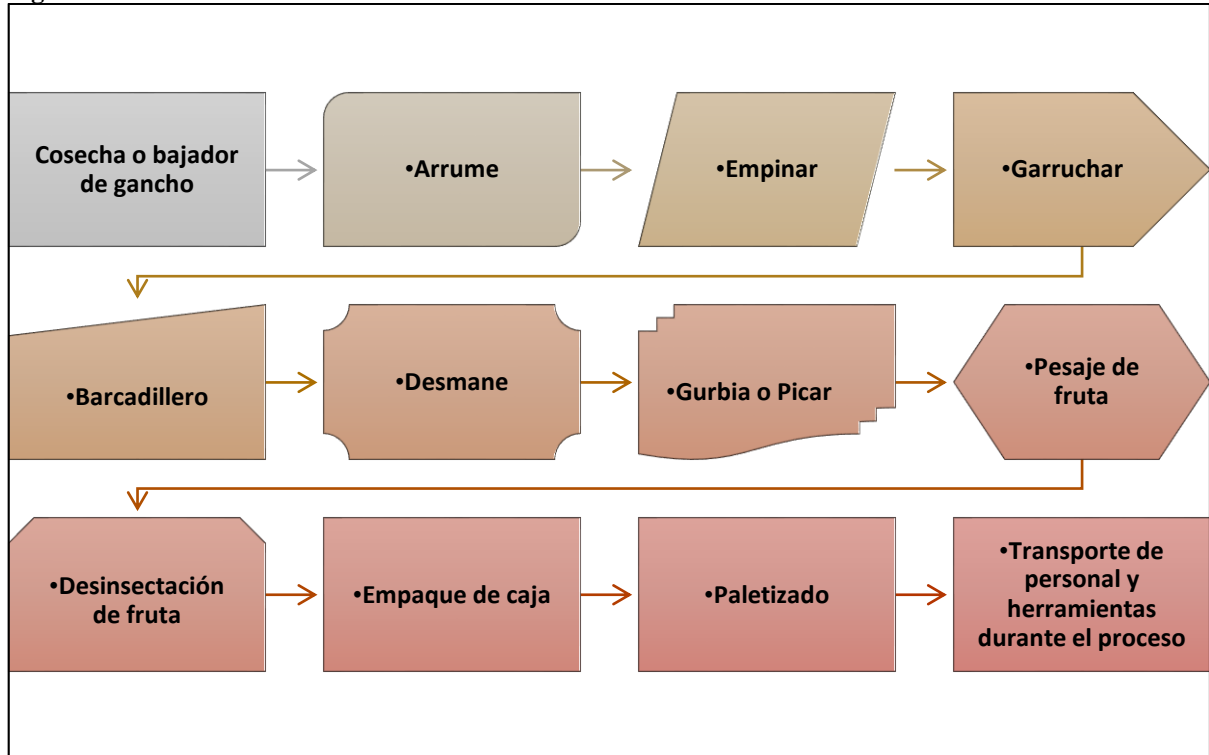 Cosecha o bajador
de gancho
•Arrume
•Empinar
•Garruchar
•Barcadillero
•Desmane
•Gurbia o Picar
•Pesaje de
fruta
•Desinsectación
de fruta
•Empaque de caja
•Paletizado
•Transporte de
personal y
herramientas
durante el proceso